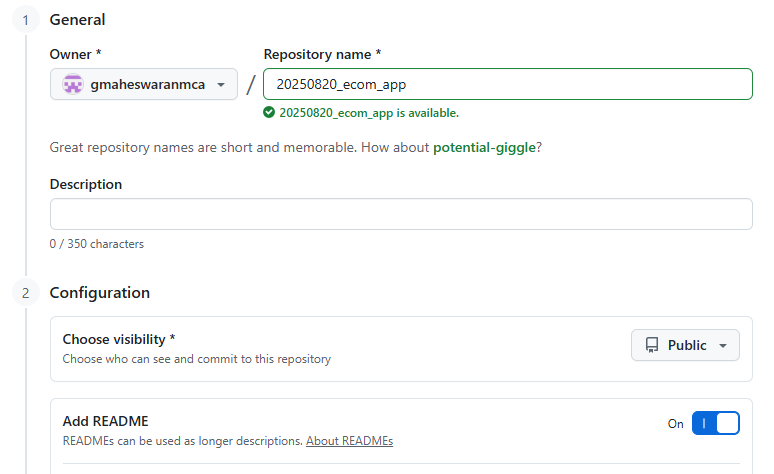 1 General
Owner * Repository name *
gmaheswaranmca / 20250820_ecom_app
20250820_ecom_app is available.
Great repository names are short and memorable. How about potential-giggle?
Description
0 / 350 characters
2 Configuration
Choose visibility *
Choose who can see and commit to this repository
Public
Add README
READMEs can be used as longer descriptions. About READMEs
On